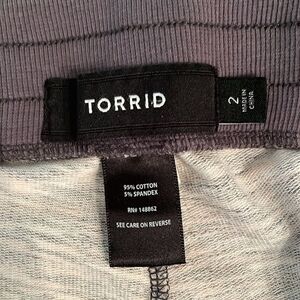 TORRID
2
MADE IN
CHINA
95% COTTON
5% SPANDEX
RN# 148862
SEE CARE ON REVERSE